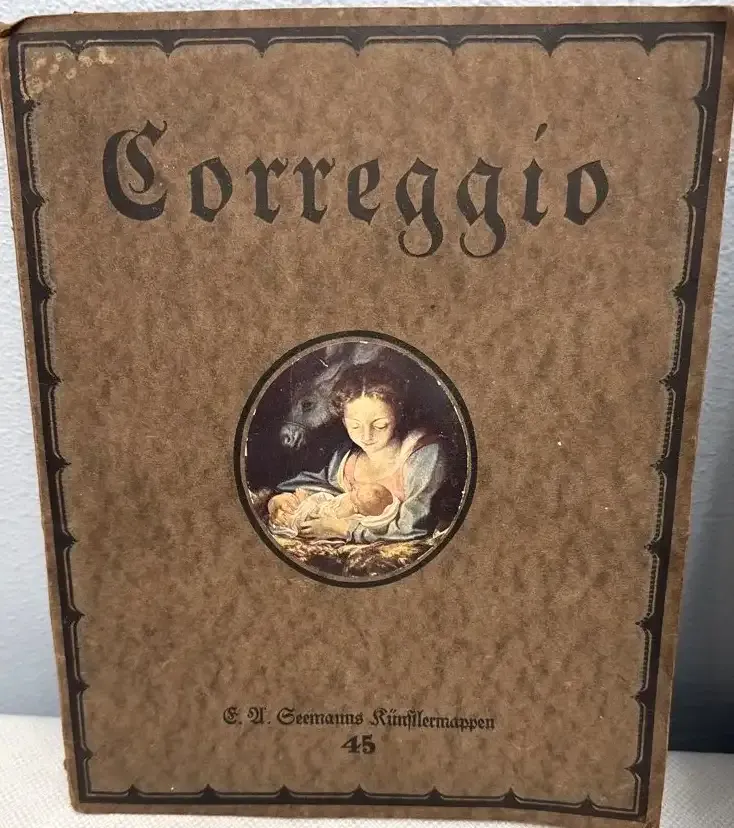 Correggio
E. A. Seemanns Künstlermappen
45